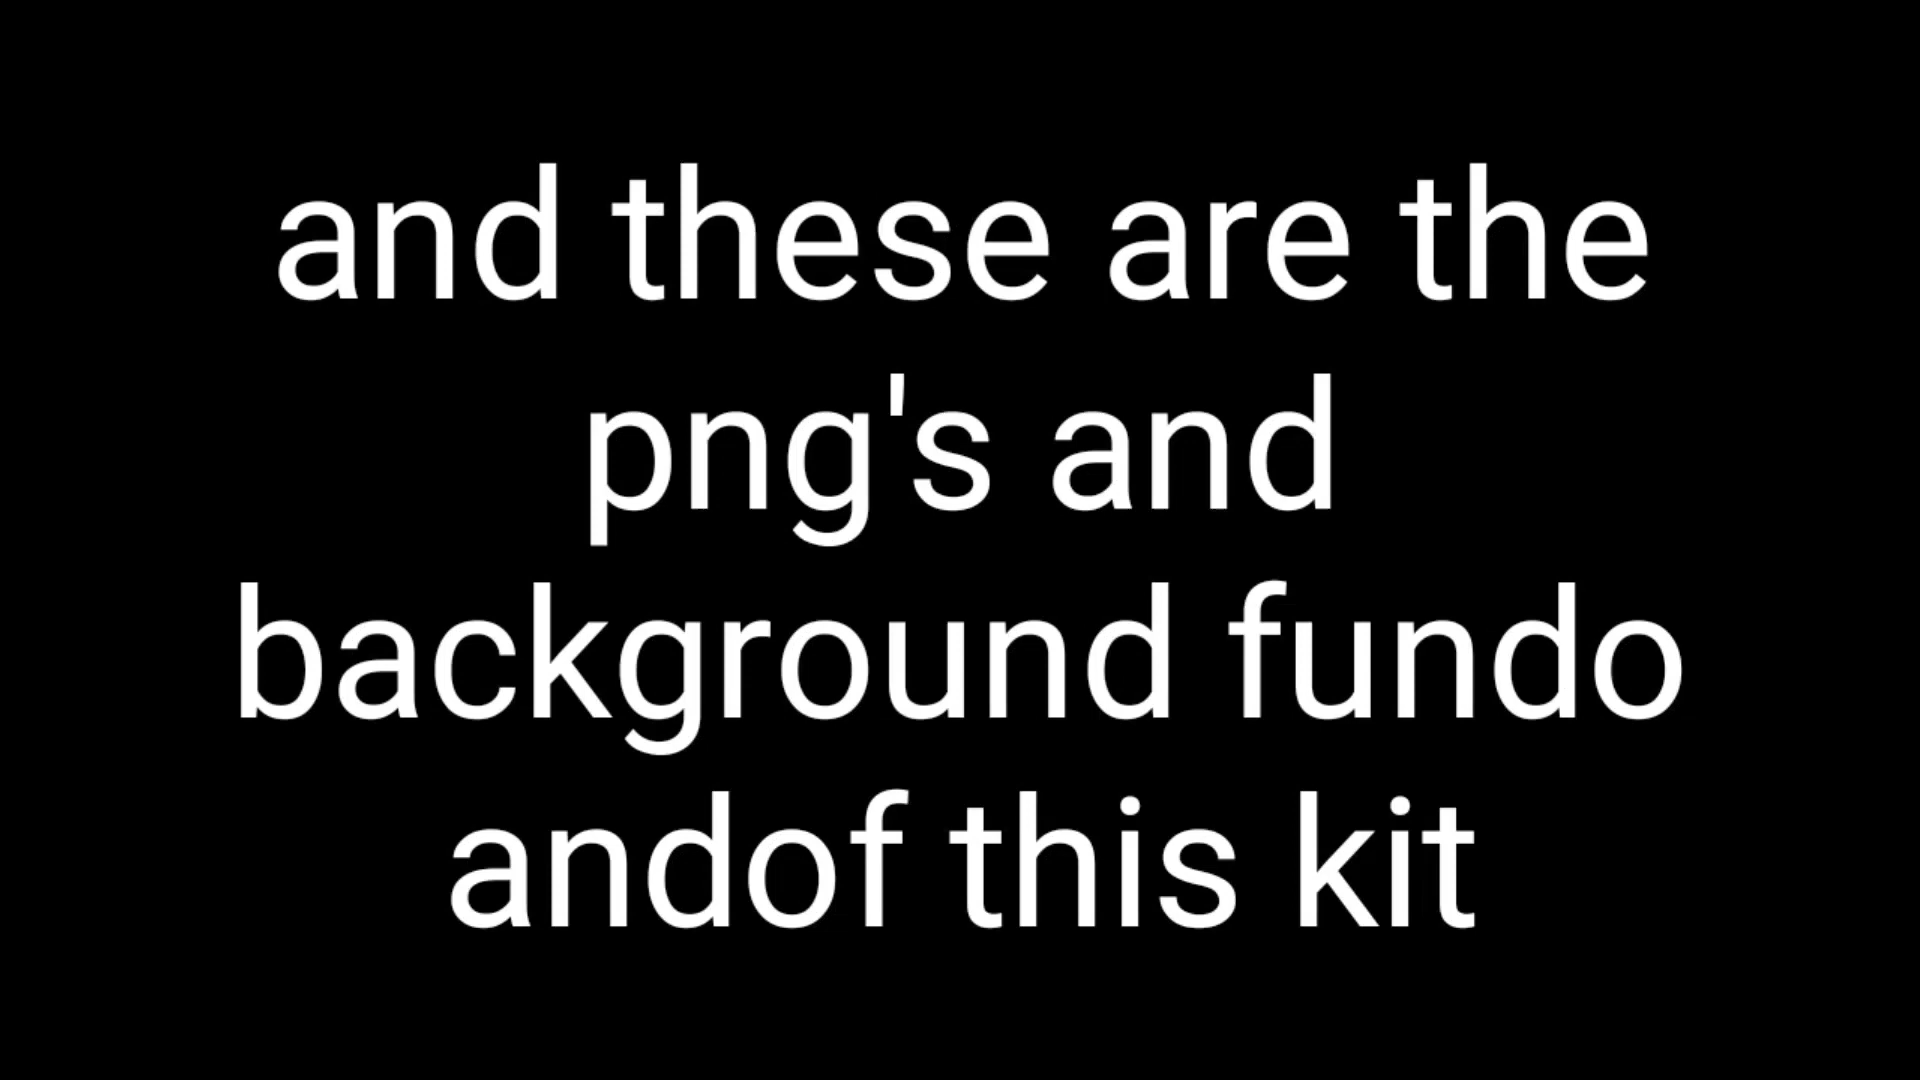 and these are the
png's and
background fundo
andof this kit